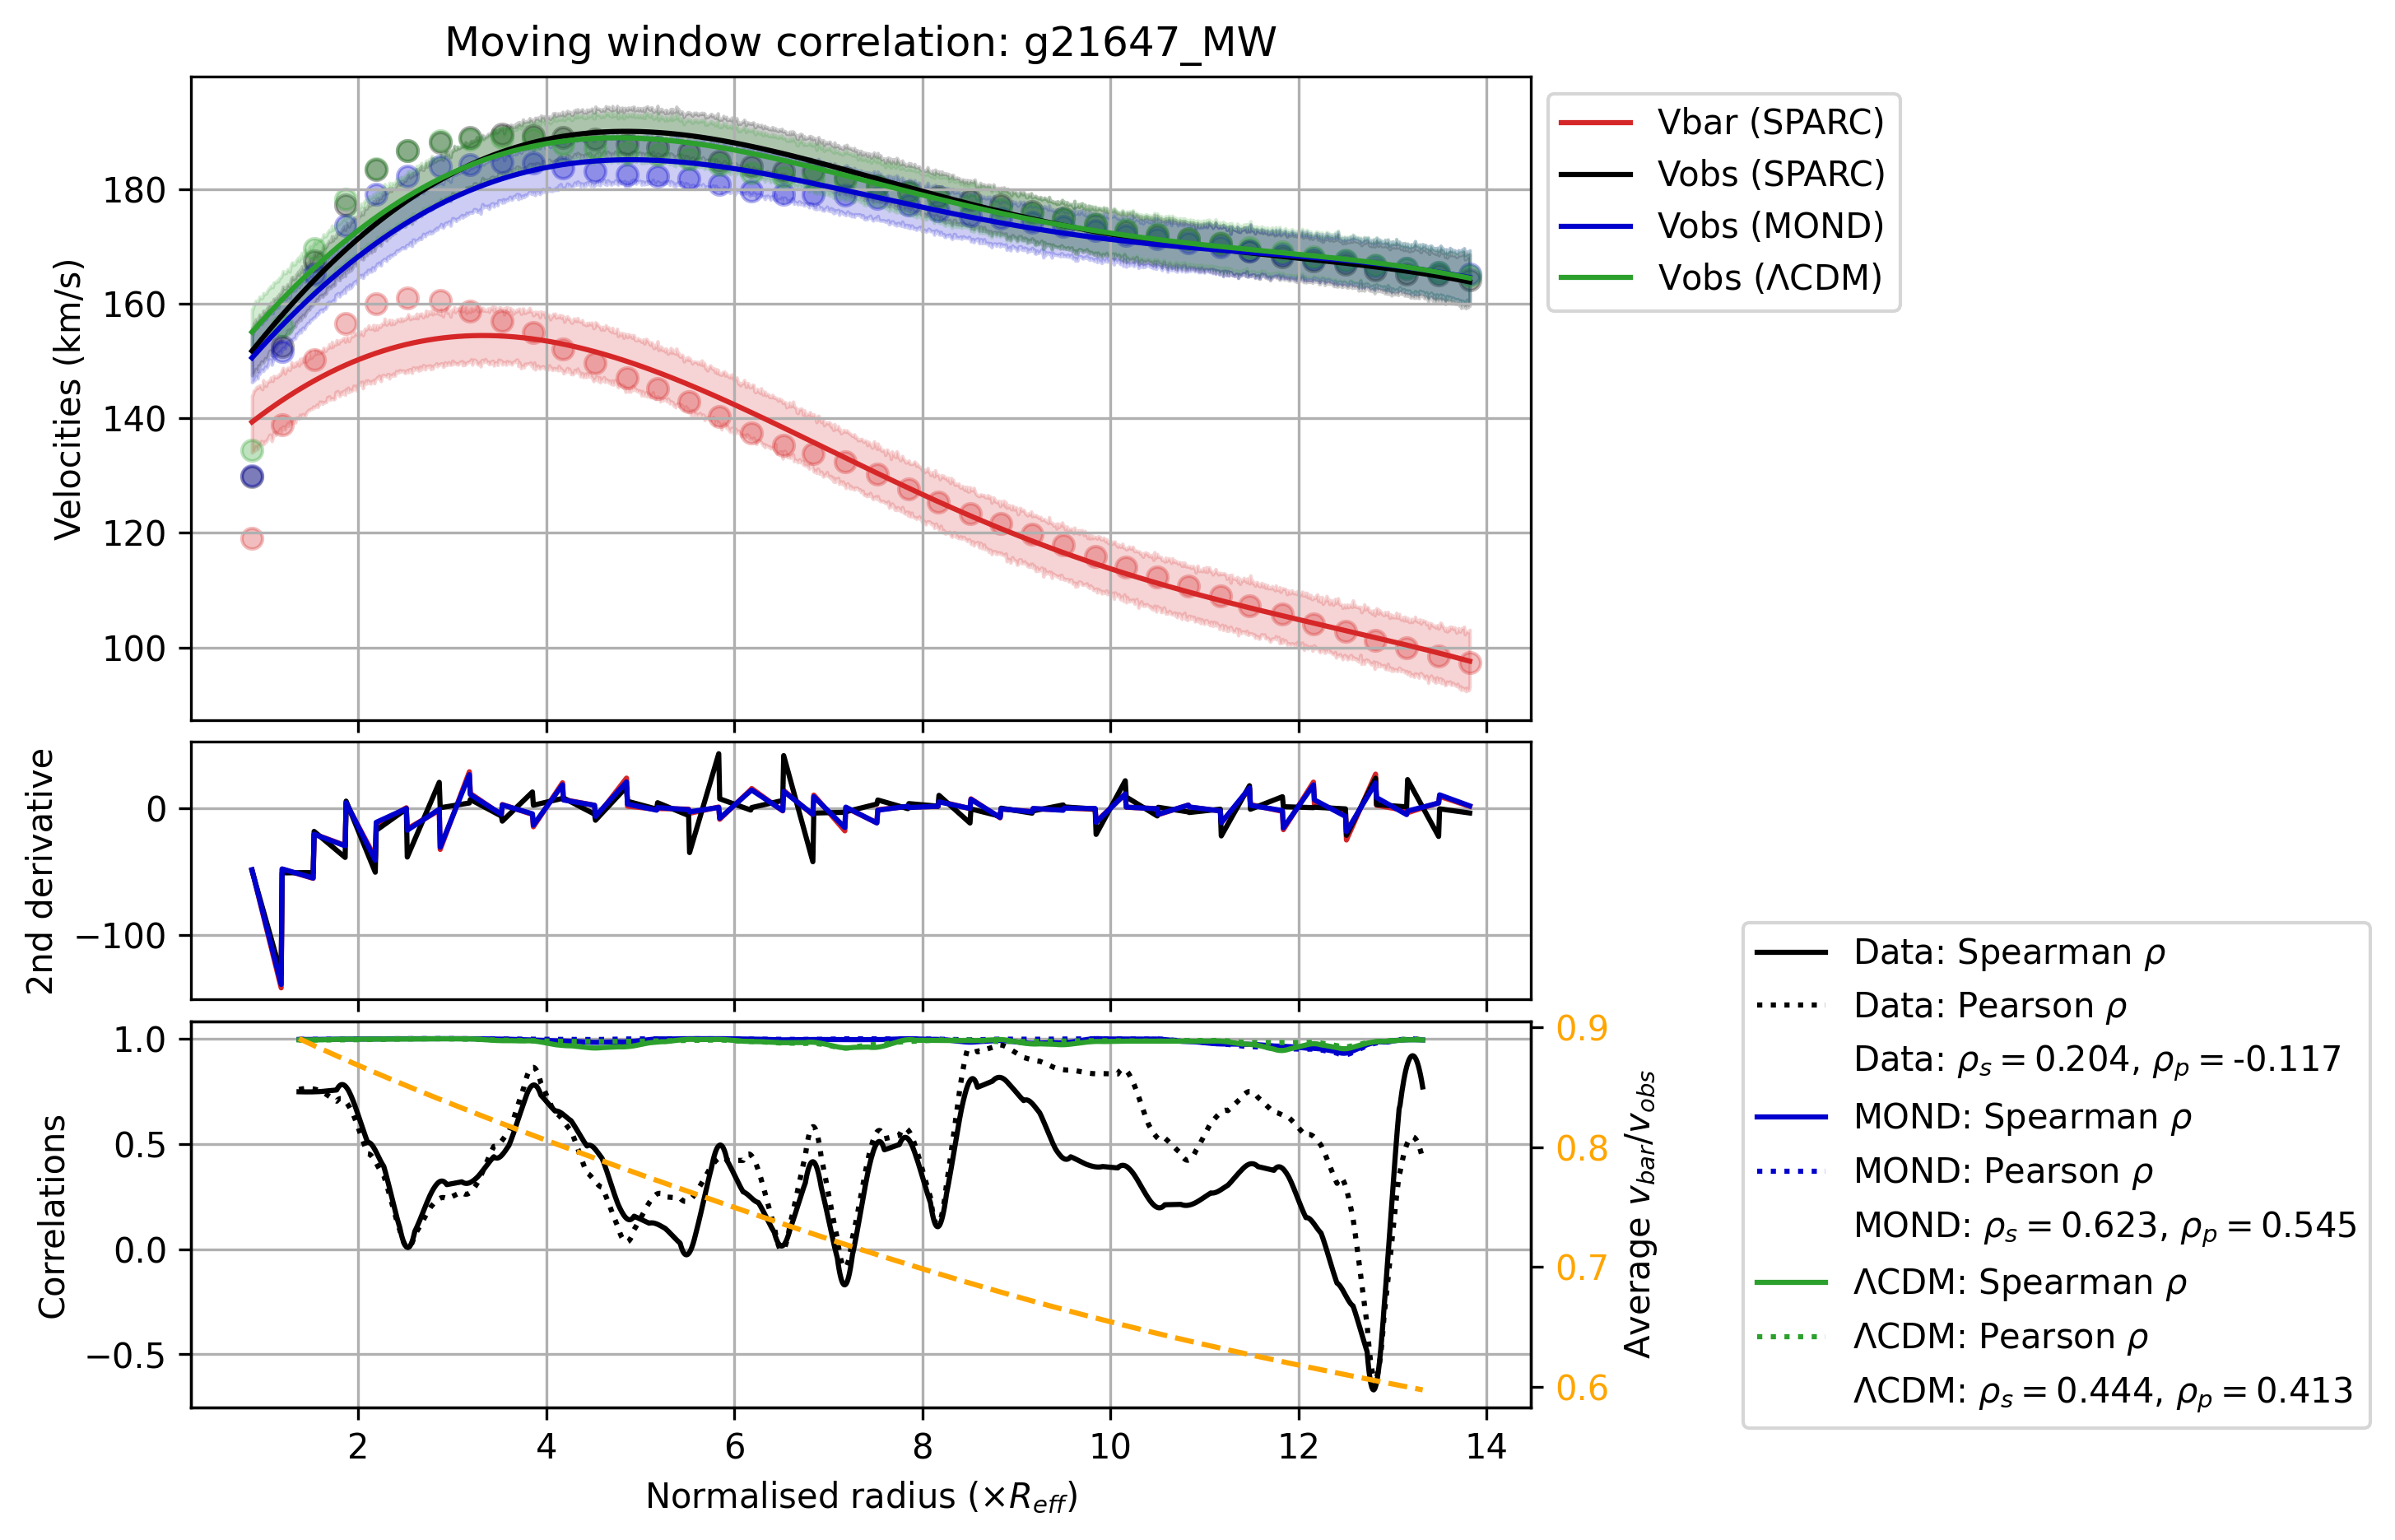 Moving window correlation: g21647_MW
Velocities (km/s)
180
160
140
120
100
Vbar (SPARC)
Vobs (SPARC)
Vobs (MOND)
Vobs (ΛCDM)
2nd derivative
0
−100
Correlations
1.0
0.5
0.0
−0.5
0.9
0.8
0.7
0.6
Average v_bar/v_obs
2 4 6 8 10 12 14
Normalised radius (×R_eff)
Data: Spearman ρ
Data: Pearson ρ
Data: ρ_s = 0.204, ρ_p = -0.117
MOND: Spearman ρ
MOND: Pearson ρ
MOND: ρ_s = 0.623, ρ_p = 0.545
ΛCDM: Spearman ρ
ΛCDM: Pearson ρ
ΛCDM: ρ_s = 0.444, ρ_p = 0.413